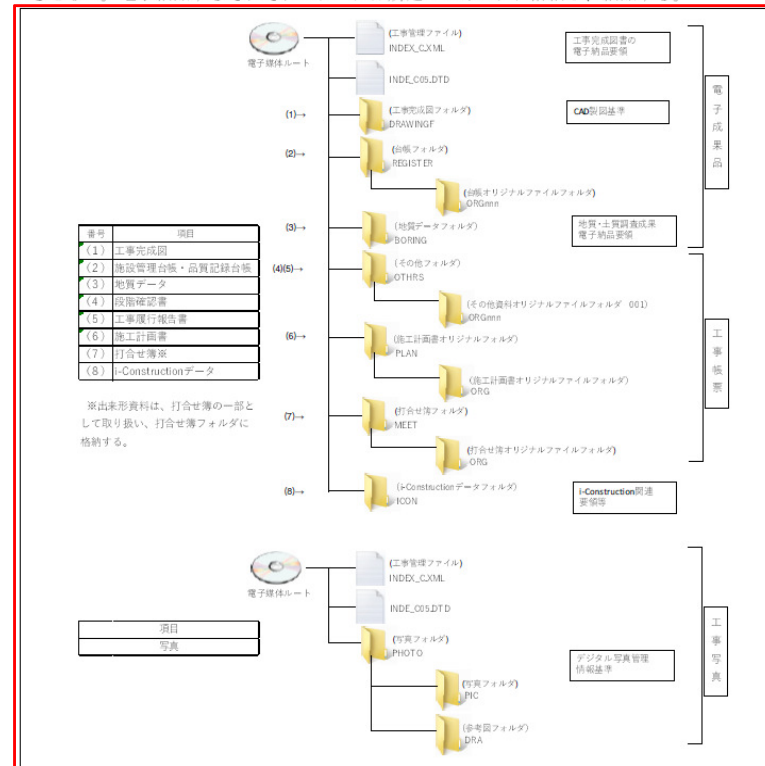 (工事管理ファイル)
INDEX_C.XML
電子媒体ルート
工事完成図書の
電子納品要領
INDE_C05.DTD
電子成果品
(1)→
(工事完成図フォルダ)
DRAWINGF
CAD製図基準
(2)→
(台帳フォルダ)
REGISTER
(台帳オリジナルファイルフォルダ)
ORGnnn
番号 項目
(1) 工事完成図
(2) 施設管理台帳・品質記録台帳
(3) 地質データ
(4) 段階確認書
(5) 工事履行報告書
(6) 施工計画書
(7) 打合せ簿※
(8) i-Constructionデータ
※出来形資料は、打合せ簿の一部と
して取り扱い、打合せ簿フォルダに
格納する。
(3)→
(地質データフォルダ)
BORING
地質・土質調査成果
電子納品要領
(4)(5)→
(その他フォルダ)
OTHRS
(その他資料オリジナルファイルフォルダ 001)
ORGnnn
工事帳票
(6)→
(施工計画書オリジナルフォルダ)
PLAN
(施工計画書オリジナルファイルフォルダ)
ORG
(7)→
(打合せ簿フォルダ)
MEET
(打合せ簿オリジナルファイルフォルダ)
ORG
(8)→
(i-Constructionデータフォルダ)
ICON
i-Construction関連
要領等
(工事管理ファイル)
INDEX_C.XML
電子媒体ルート
INDE_C05.DTD
項目
写真
(写真フォルダ)
PHOTO
デジタル写真管理
情報基準
工事写真
(写真フォルダ)
PIC
(参考図フォルダ)
DRA